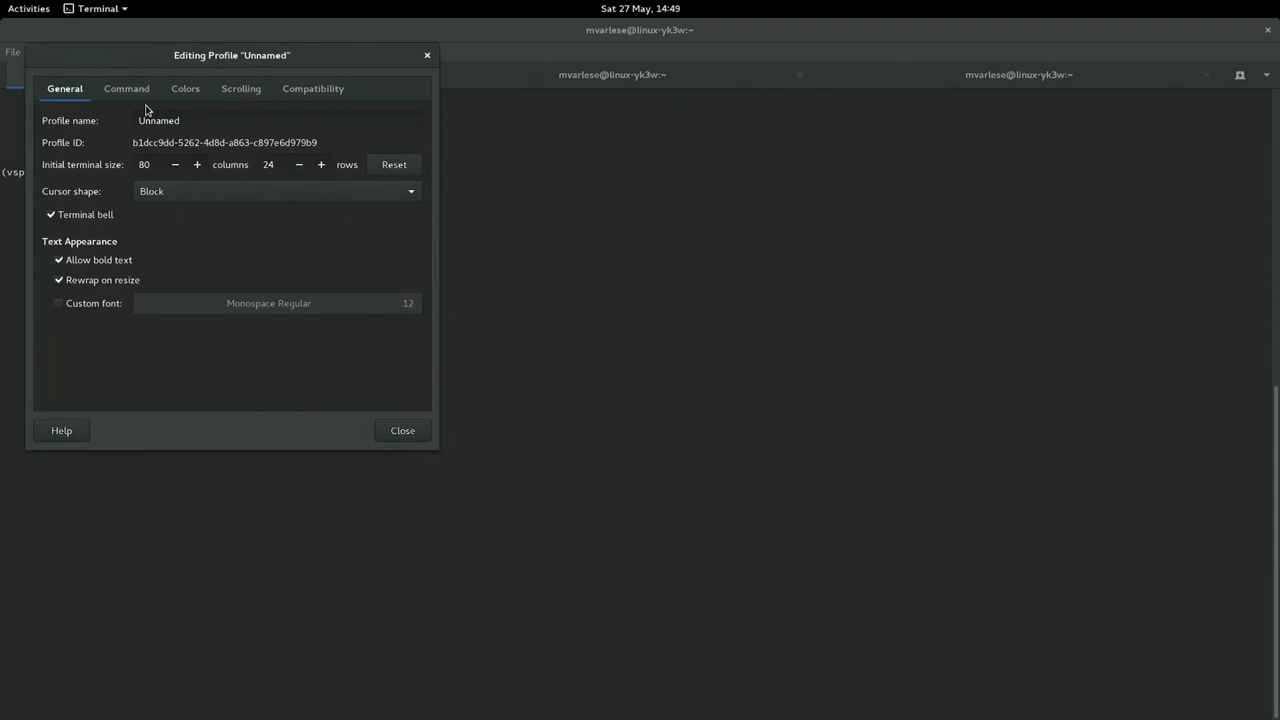 Activities Terminal Sat 27 May, 14:49
mvarlese@linux-yk3w:~
File
Editing Profile “Unnamed”
mvarlese@linux-yk3w:~ mvarlese@linux-yk3w:~
General Command Colors Scrolling Compatibility
Profile name: Unnamed
Profile ID: b1dcc9dd-5262-4d8d-a863-c897e6d979b9
Initial terminal size: 80 − + columns 24 − + rows Reset
(vsp
Cursor shape: Block
Terminal bell
Text Appearance
Allow bold text
Rewrap on resize
Custom font: Monospace Regular 12
Help Close